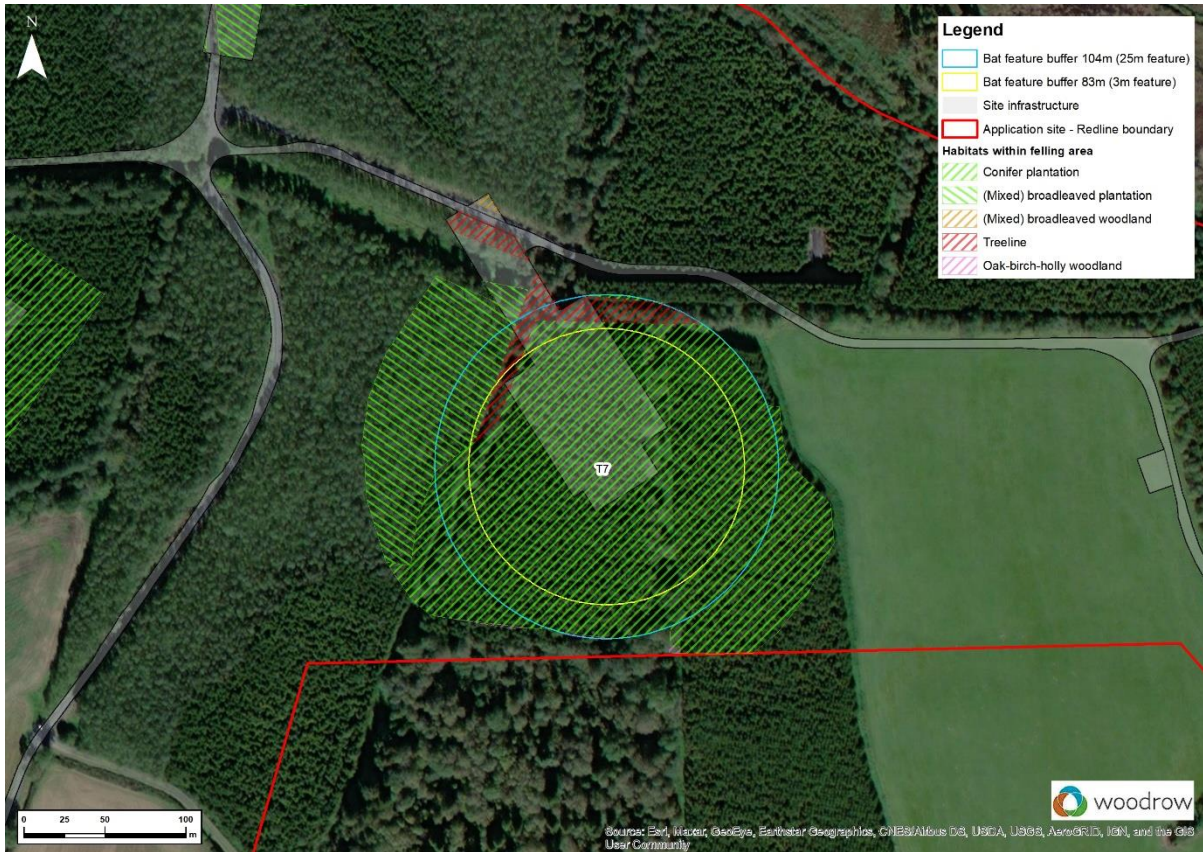 N
Legend
Bat feature buffer 104m (25m feature)
Bat feature buffer 83m (3m feature)
Site infrastructure
Application site - Redline boundary
Habitats within felling area
Conifer plantation
(Mixed) broadleaved plantation
(Mixed) broadleaved woodland
Treeline
Oak-birch-holly woodland
T7
0 25 50 100
m
woodrow
Source: Esri, Maxar, GeoEye, Earthstar Geographics, CNES/Airbus DS, USDA, USGS, AeroGRID, IGN, and the GIS
User Community